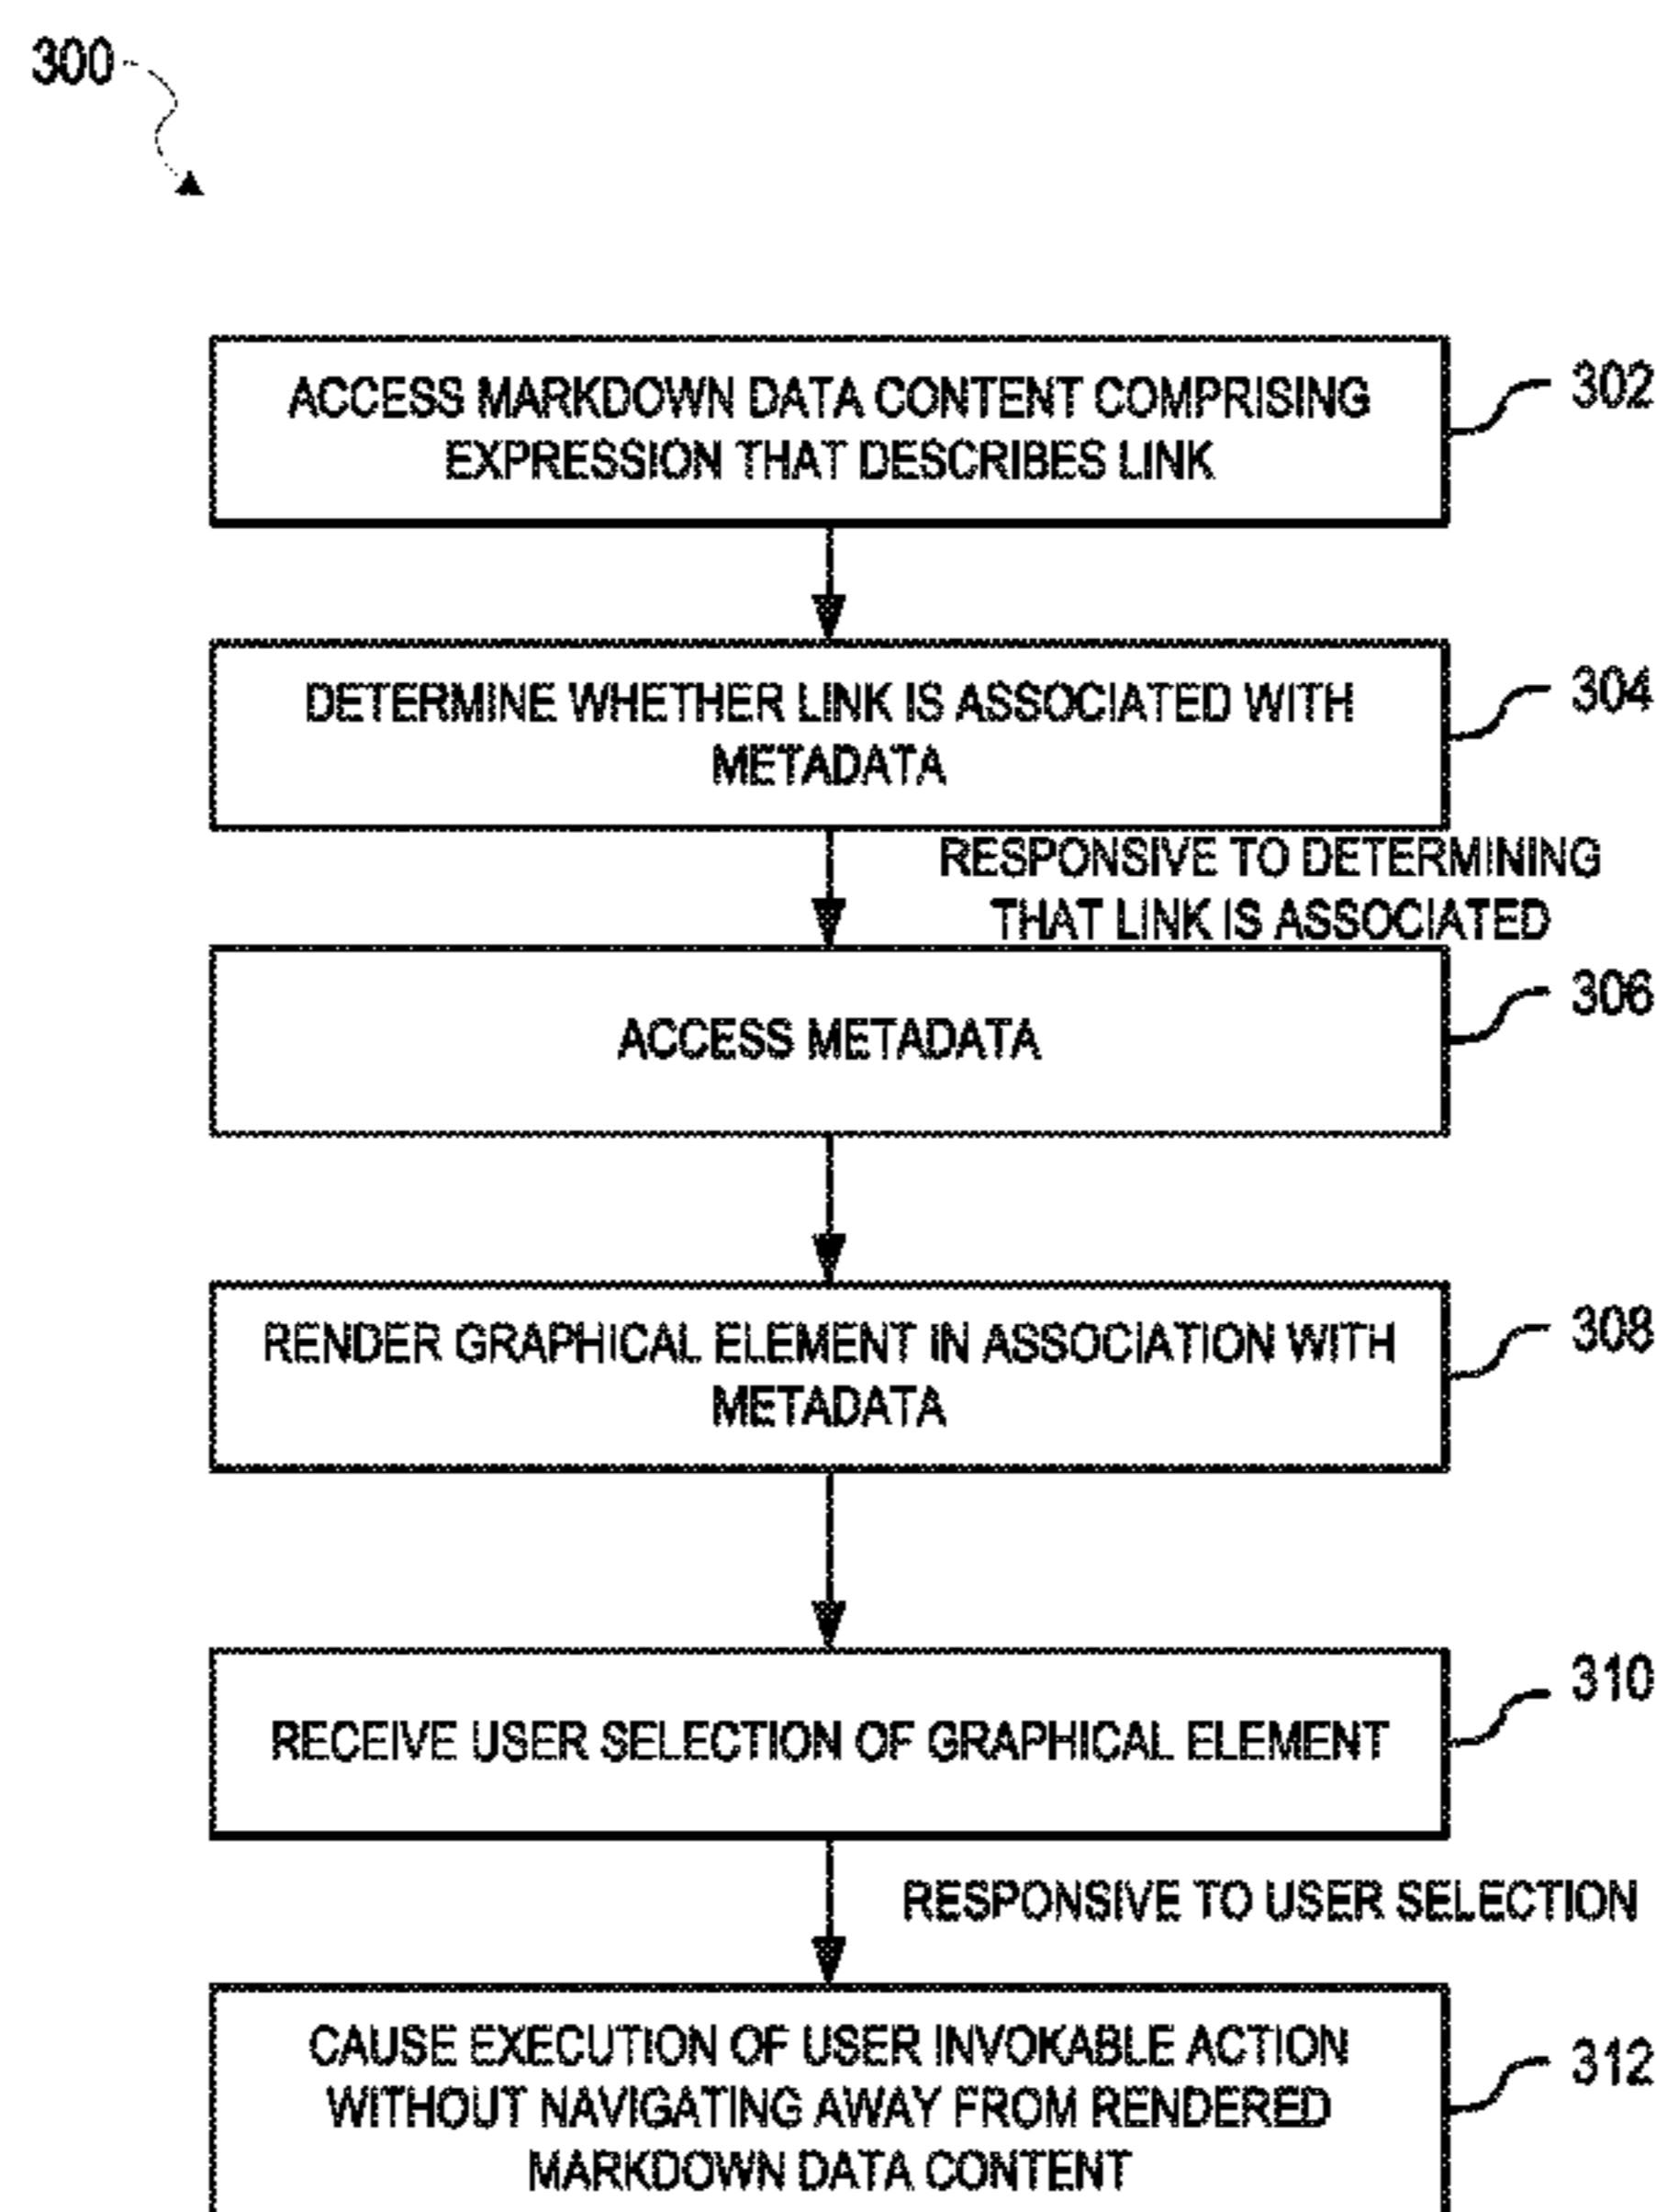 300
ACCESS MARKDOWN DATA CONTENT COMPRISING
EXPRESSION THAT DESCRIBES LINK
302
DETERMINE WHETHER LINK IS ASSOCIATED WITH
METADATA
304
RESPONSIVE TO DETERMINING
THAT LINK IS ASSOCIATED
ACCESS METADATA
306
RENDER GRAPHICAL ELEMENT IN ASSOCIATION WITH
METADATA
308
RECEIVE USER SELECTION OF GRAPHICAL ELEMENT
310
RESPONSIVE TO USER SELECTION
CAUSE EXECUTION OF USER INVOKABLE ACTION
WITHOUT NAVIGATING AWAY FROM RENDERED
MARKDOWN DATA CONTENT
312